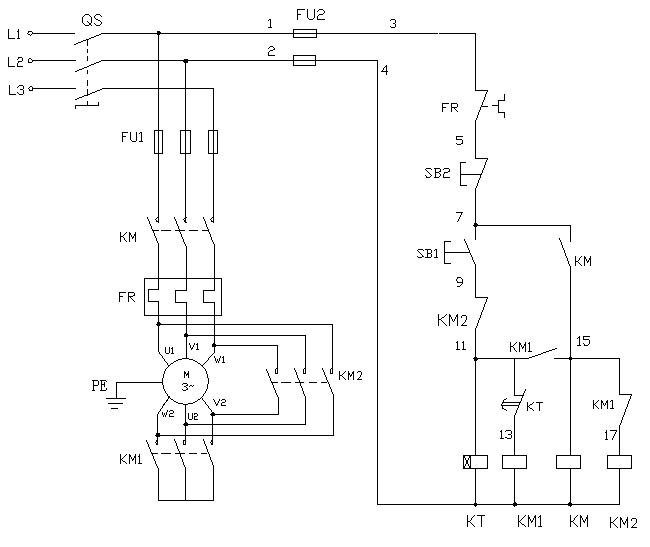 QS
FU2
L1
1
3
L2
2
4
L3
FR
FU1
5
SB2
7
KM
SB1
KM
9
FR
KM2
15
V1
11
KM1
U1
W1
M
3~
KM2
PE
KT
KM1
V2
W2
U2
13
17
KM1
KT
KM1
KM
KM2